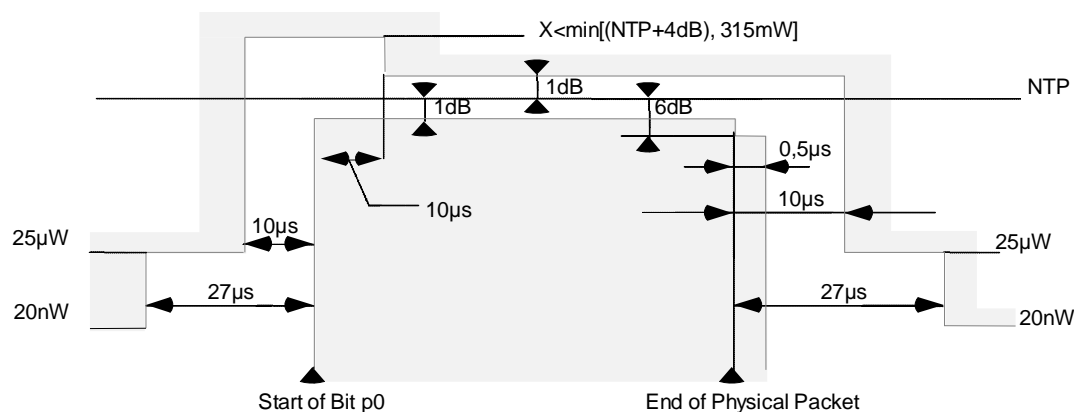 X<min[(NTP+4dB), 315mW]
NTP
1dB
1dB
6dB
0,5µs
10µs
10µs
10µs
25µW
25µW
27µs
27µs
20nW
20nW
Start of Bit p0
End of Physical Packet